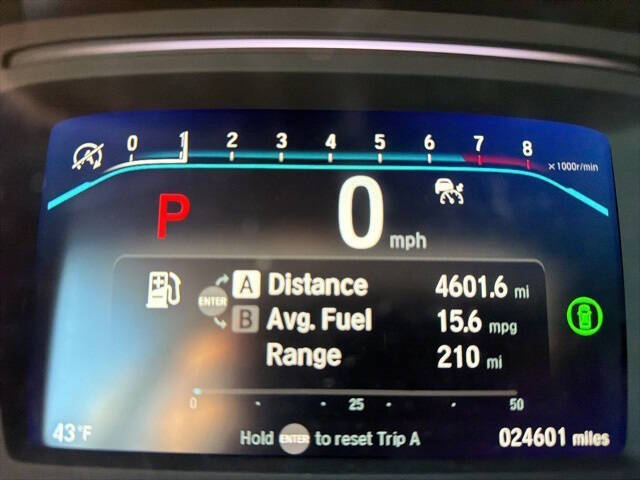 0 1 2 3 4 5 6 7 8
×1000r/min
P 0 mph
A Distance 4601.6 mi
ENTER
B Avg. Fuel 15.6 mpg
Range 210 mi
0 25 50
43°F Hold ENTER to reset Trip A 024601 miles